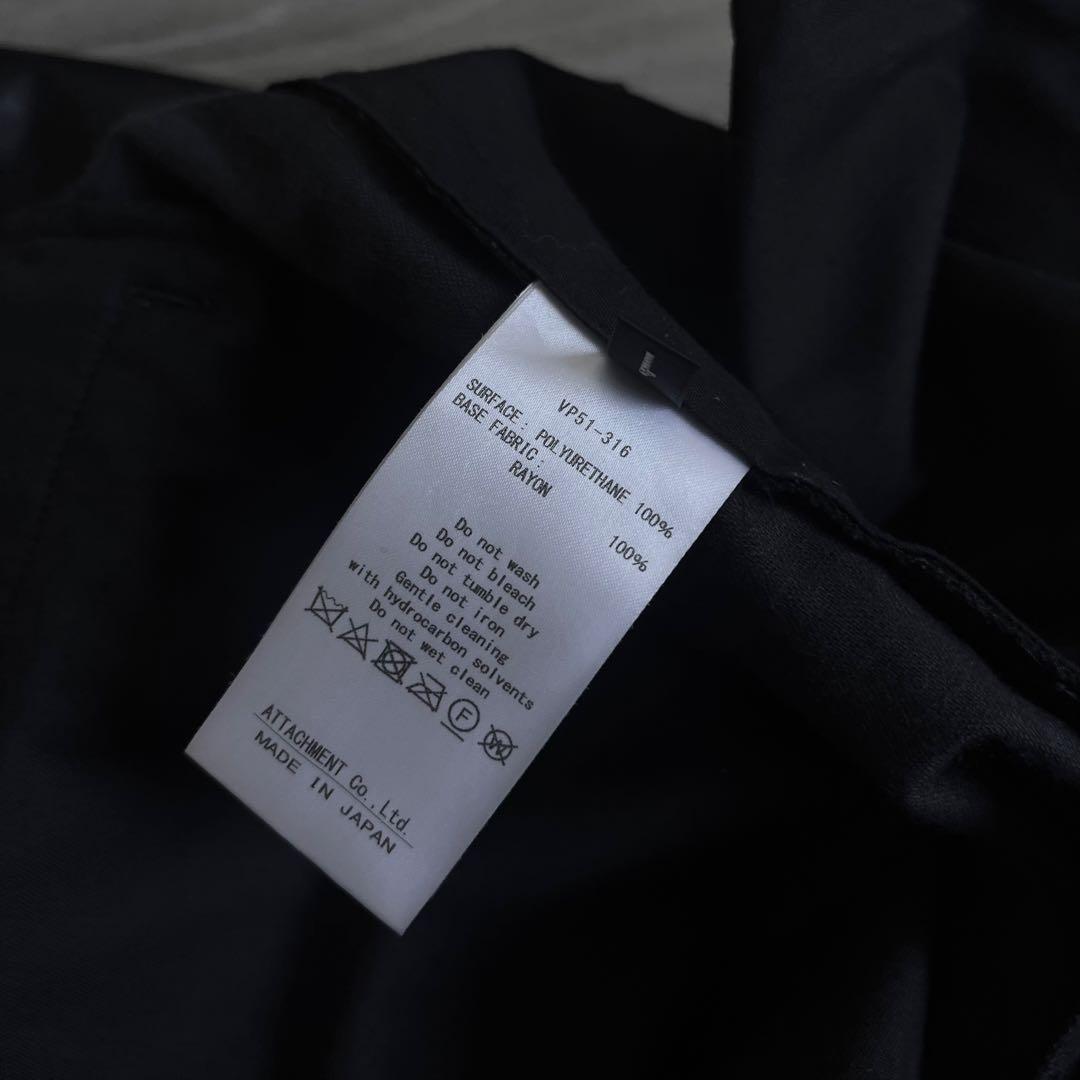 1
VP51-316
SURFACE: POLYURETHANE 100%
BASE FABRIC:
RAYON 100%
Do not wash
Do not bleach
Do not tumble dry
Do not iron
Gentle cleaning
with hydrocarbon solvents
Do not wet clean
F
W
ATTACHMENT Co.,Ltd.
MADE IN JAPAN